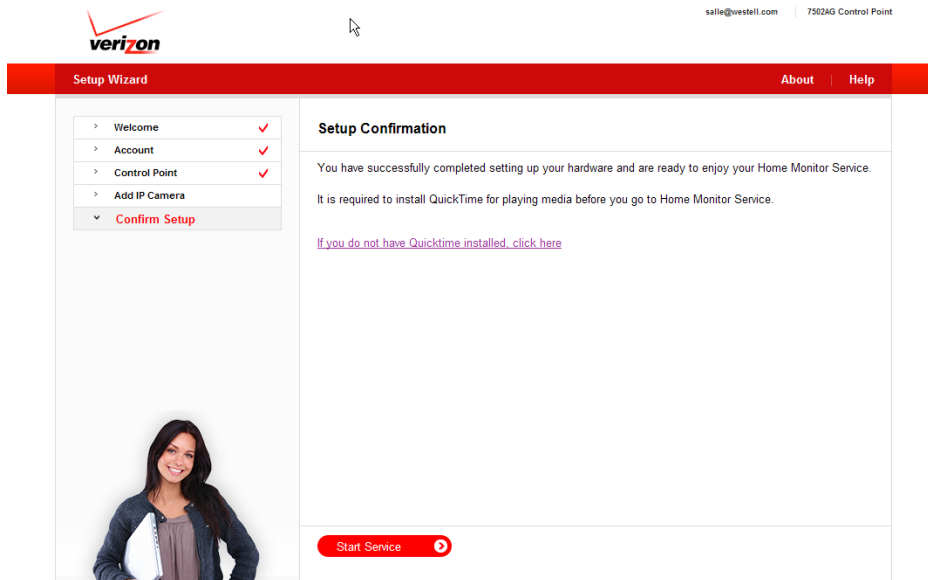 salle@westell.com 7502AG Control Point
verizon
Setup Wizard About Help
Welcome
Account
Control Point
Add IP Camera
Confirm Setup
Setup Confirmation
You have successfully completed setting up your hardware and are ready to enjoy your Home Monitor Service.
It is required to install QuickTime for playing media before you go to Home Monitor Service.
If you do not have Quicktime installed, click here
Start Service